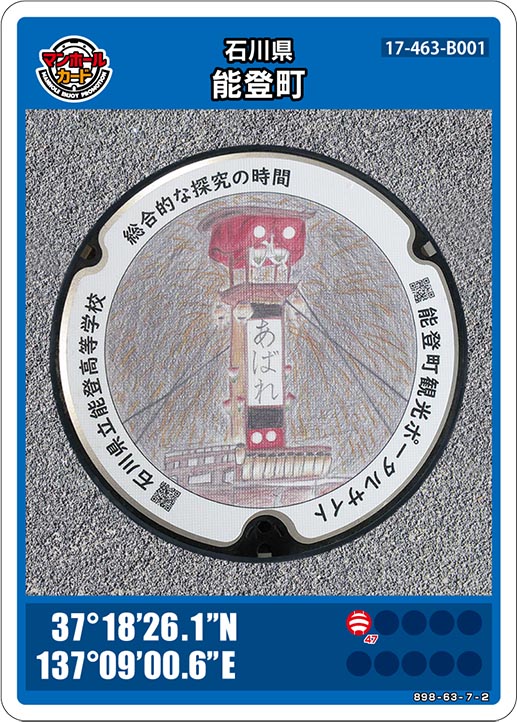 マンホール
カード
MANHOLE ENJOY PROMOTION
石川県
能登町
17-463-B001
総合的な探究の時間
石川県立能登高等学校
能登町観光ポータルサイト
あばれ
37°18'26.1"N
137°09'00.6"E
47
898-63-7-2